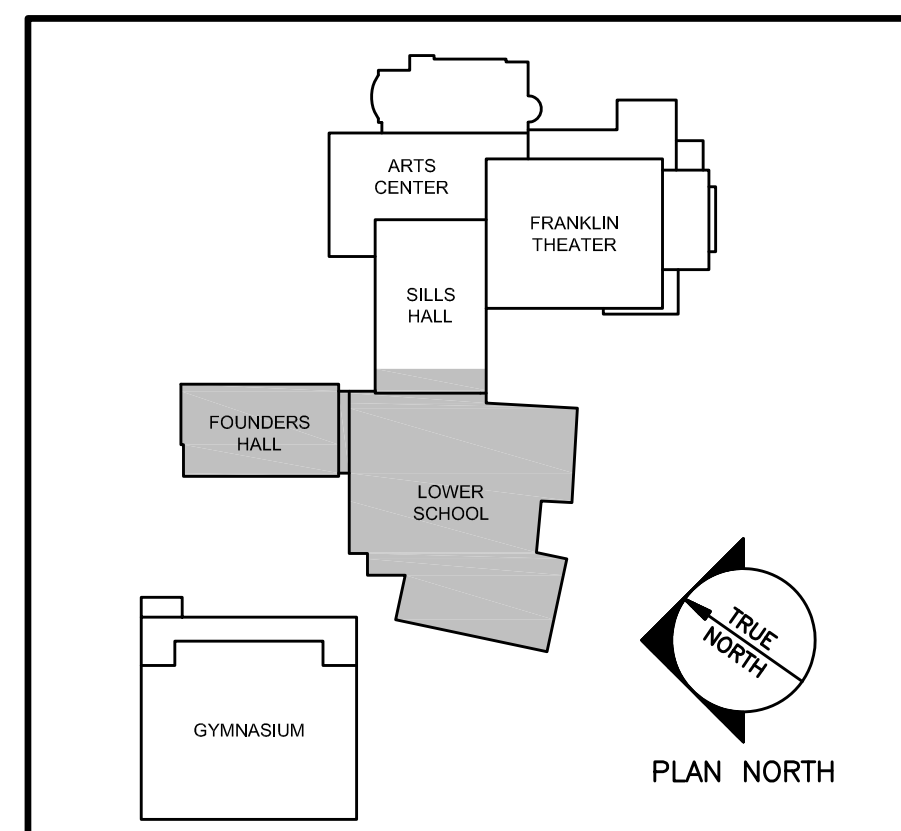 ARTS
CENTER
FRANKLIN
THEATER
SILLS
HALL
FOUNDERS
HALL
LOWER
SCHOOL
TRUE
NORTH
GYMNASIUM
PLAN NORTH